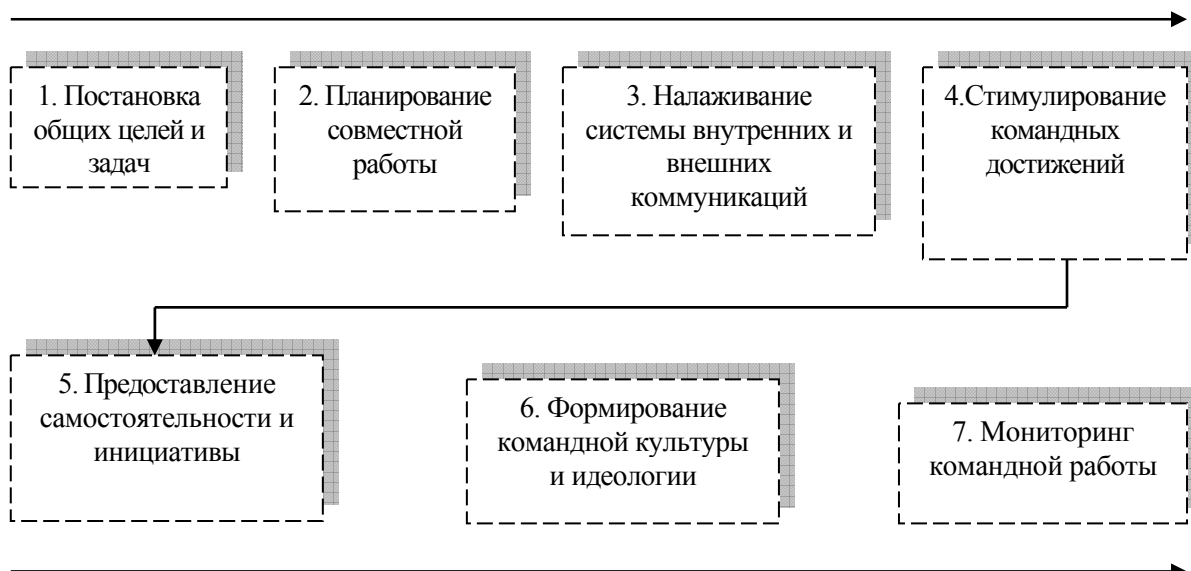 1. Постановка
общих целей и
задач
2. Планирование
совместной
работы
3. Налаживание
системы внутренних и
внешних
коммуникаций
4.Стимулирование
командных
достижений
5. Предоставление
самостоятельности и
инициативы
6. Формирование
командной культуры
и идеологии
7. Мониторинг
командной работы